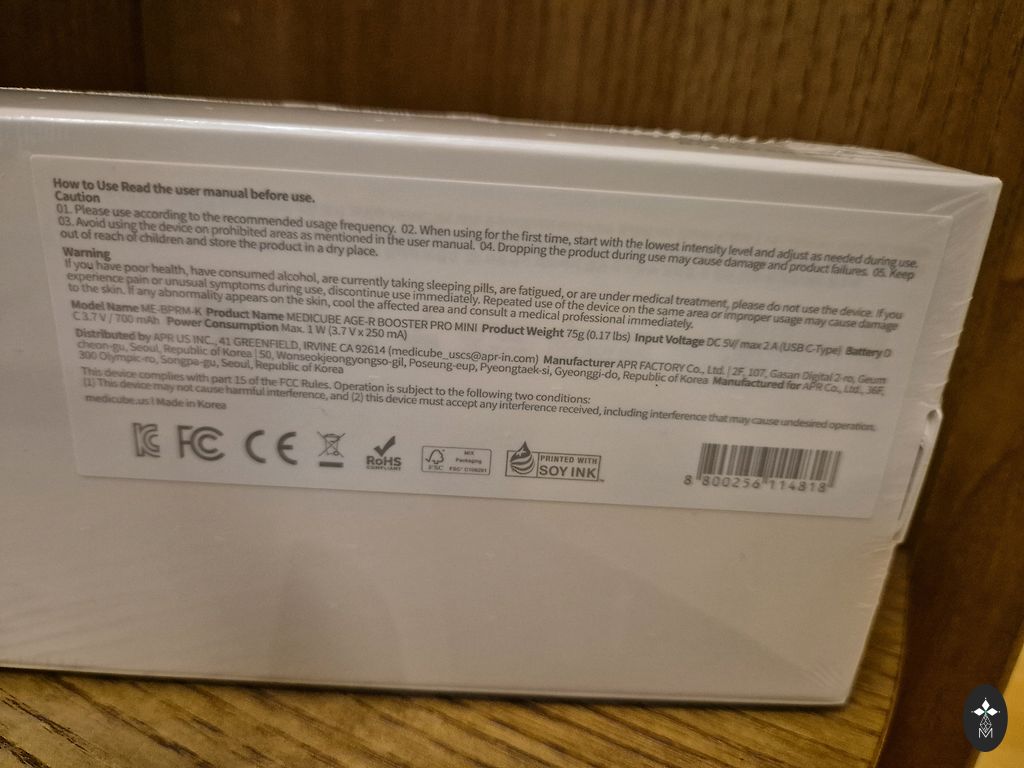 How to Use Read the user manual before use.
Caution
01. Please use according to the recommended usage frequency. 02. When using for the first time, start with the lowest intensity level and adjust as needed during use.
03. Avoid using the device on prohibited areas as mentioned in the user manual. 04. Dropping the product during use may cause damage and product failures. 05. Keep
out of reach of children and store the product in a dry place.
Warning
If you have poor health, have consumed alcohol, are currently taking sleeping pills, are fatigued, or are under medical treatment, please do not use the device. If you
experience pain or unusual symptoms during use, discontinue use immediately. Repeated use of the device on the same area or improper usage may cause damage
to the skin. If any abnormality appears on the skin, cool the affected area and consult a medical professional immediately.
Model Name ME-BPRM-K Product Name MEDICUBE AGE-R BOOSTER PRO MINI Product Weight 75g (0.17 lbs) Input Voltage DC 5V/ max 2 A (USB C-Type) Battery D
C 3.7 V / 700 mAh Power Consumption Max. 1 W (3.7 V x 250 mA)
Distributed by APR US INC., 41 GREENFIELD, IRVINE CA 92614 (medicube_uscs@apr-in.com) Manufacturer APR FACTORY Co., Ltd. | 2F, 107, Gasan Digital 2-ro, Geum
cheon-gu, Seoul, Republic of Korea | 50, Wonseokjeongyongso-gil, Poseung-eup, Pyeongtaek-si, Gyeonggi-do, Republic of Korea Manufactured for APR Co., Ltd., 36F,
300 Olympic-ro, Songpa-gu, Seoul, Republic of Korea
This device complies with part 15 of the FCC Rules. Operation is subject to the following two conditions:
(1) This device may not cause harmful interference, and (2) this device must accept any interference received, including interference that may cause undesired operation.
medicube.us I Made in Korea
FC CE
RoHS
COMPLIANT
FSC
MIX
Packaging
PRINTED WITH
SOY INK™
8 800256 114818
M